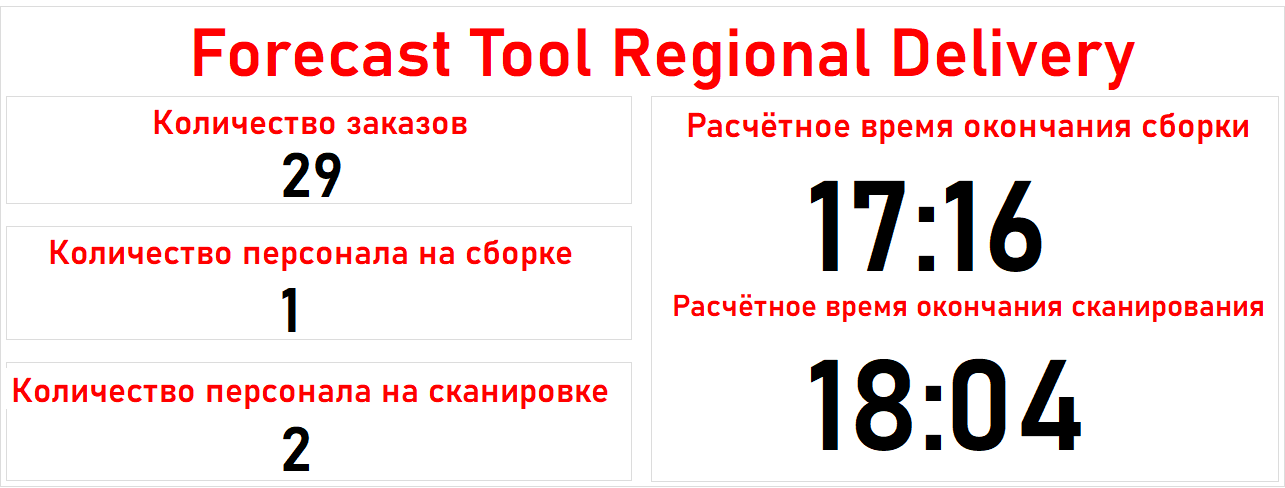 Forecast Tool Regional Delivery
Количество заказов
29
Количество персонала на сборке
1
Количество персонала на сканировке
2
Расчётное время окончания сборки
17:16
Расчётное время окончания сканирования
18:04